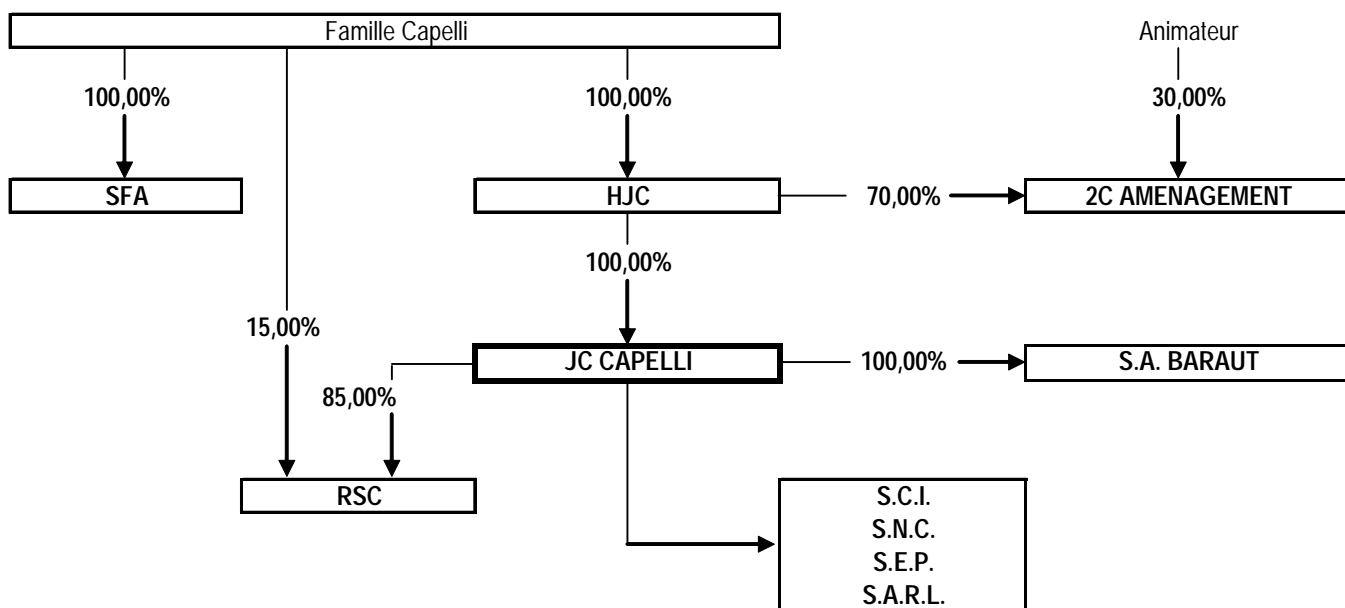 Famille Capelli
Animateur
100,00%
100,00%
30,00%
SFA
HJC
70,00%
2C AMENAGEMENT
100,00%
15,00%
JC CAPELLI
100,00%
S.A. BARAUT
85,00%
RSC
S.C.I.
S.N.C.
S.E.P.
S.A.R.L.